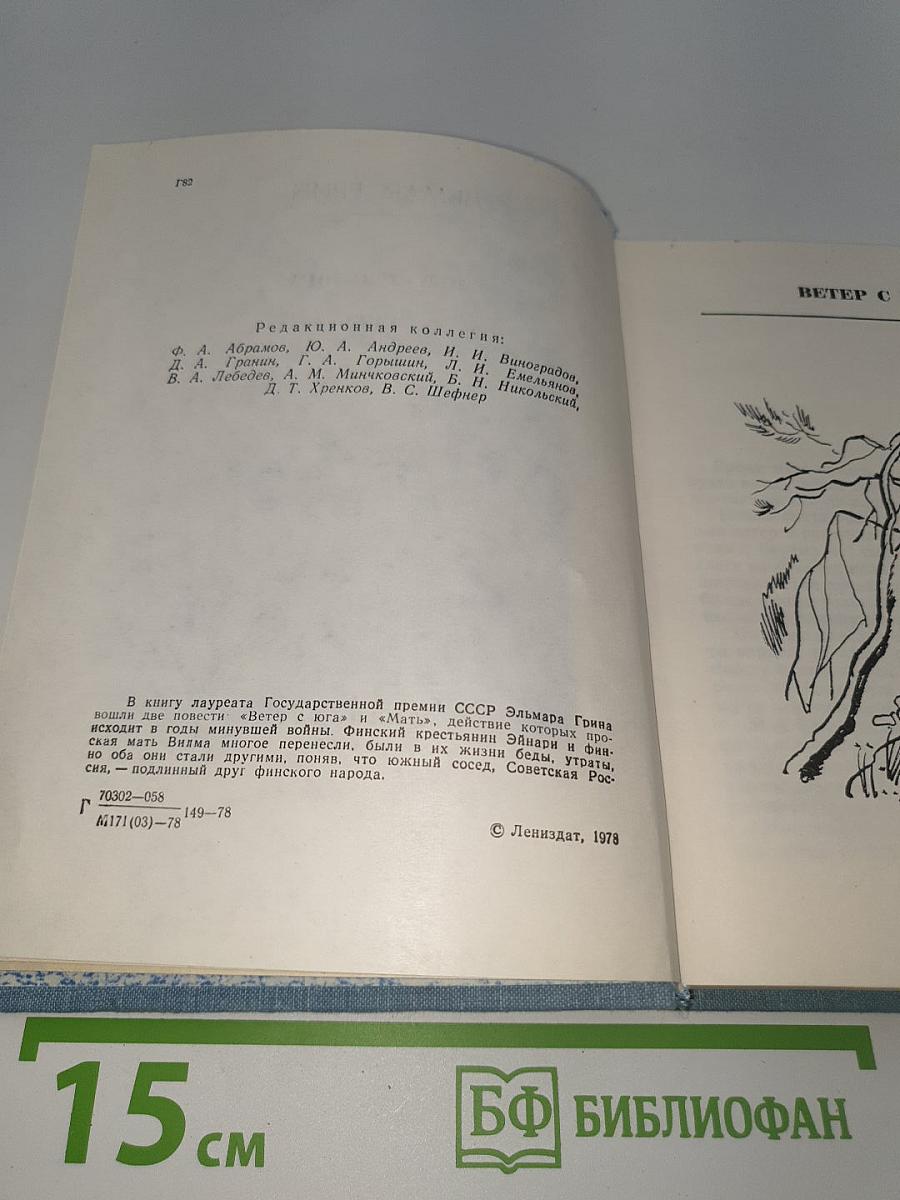 Г82
Редакционная коллегия:
Ф. А. Абрамов, Ю. А. Андреев, И. И. Виноградов,
Д. А. Гранин, Г. А. Горышин, Л. И. Емельянов,
В. А. Лебедев, А. М. Минчковский, Б. Н. Никольский,
Д. Т. Хренков, В. С. Шефнер
В книгу лауреата Государственной премии СССР Эльмара Грина
вошли две повести «Ветер с юга» и «Мать», действие которых про-
исходит в годы минувшей войны. Финский крестьянин Эйнари и фин-
ская мать Вилма многое перенесли, были в их жизни беды, утраты,
но оба они стали другими, поняв, что южный сосед, Советская Рос-
сия, — подлинный друг финского народа.
Г 70302—058
М171(03)—78 149—78
© Лениздат, 1978
ВЕТЕР С
15 см
БФ БИБЛИОФАН